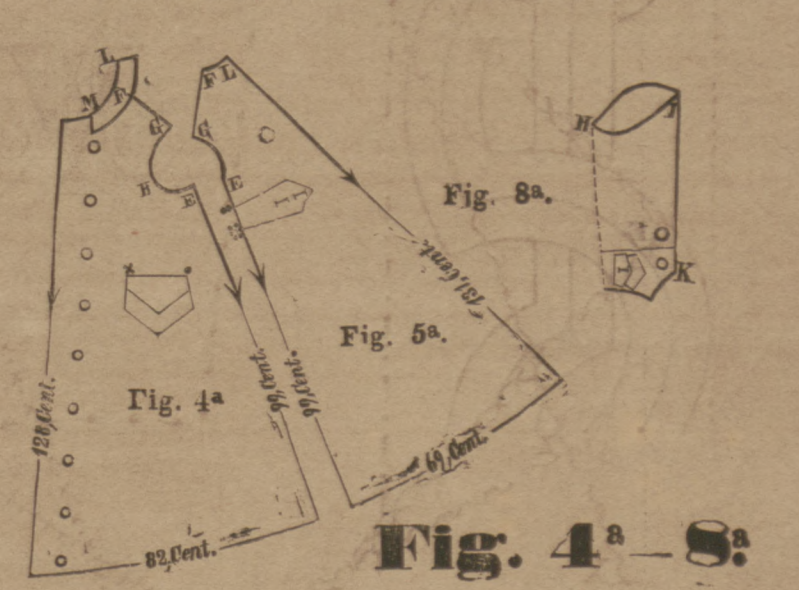 L
M F
G
H
E
128, Cent.
99, Cent.
82 Cent.
Fig. 4a
F L
G
E
99, Cent.
131, Cent.
69, Cent.
Fig. 5a.
H I
K
Fig. 8a.
Fig. 4a—8a.